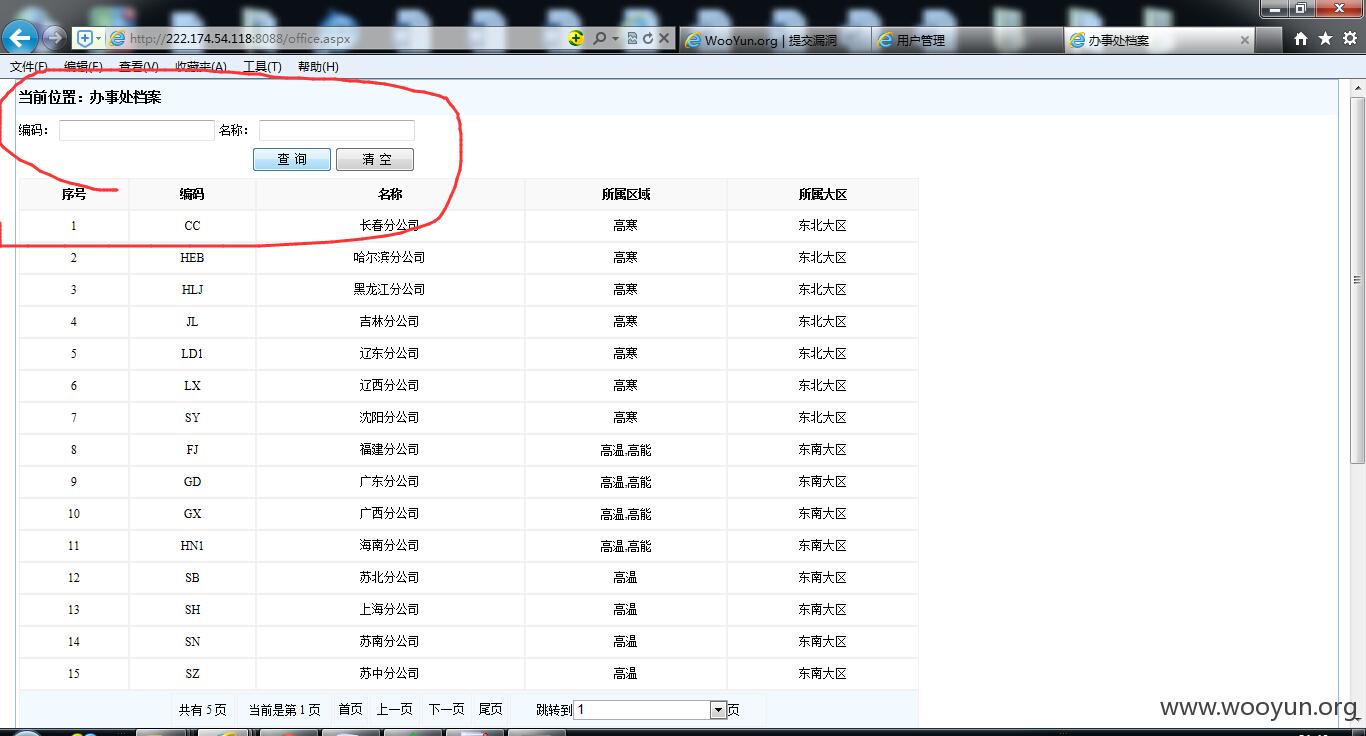 http://222.174.54.118:8088/office.aspx
WooYun.org | 提交漏洞
用户管理
办事处档案
文件(F) 编辑(E) 查看(V) 收藏夹(A) 工具(T) 帮助(H)
当前位置：办事处档案
编码： 名称：
查 询 清 空
序号 编码 名称 所属区域 所属大区
1 CC 长春分公司 高寒 东北大区
2 HEB 哈尔滨分公司 高寒 东北大区
3 HLJ 黑龙江分公司 高寒 东北大区
4 JL 吉林分公司 高寒 东北大区
5 LD1 辽东分公司 高寒 东北大区
6 LX 辽西分公司 高寒 东北大区
7 SY 沈阳分公司 高寒 东北大区
8 FJ 福建分公司 高温,高能 东南大区
9 GD 广东分公司 高温,高能 东南大区
10 GX 广西分公司 高温,高能 东南大区
11 HN1 海南分公司 高温,高能 东南大区
12 SB 苏北分公司 高温 东南大区
13 SH 上海分公司 高温 东南大区
14 SN 苏南分公司 高温 东南大区
15 SZ 苏中分公司 高温 东南大区
共有 5 页 当前是第 1 页 首页 上一页 下一页 尾页 跳转到 1 页
www.wooyun.org